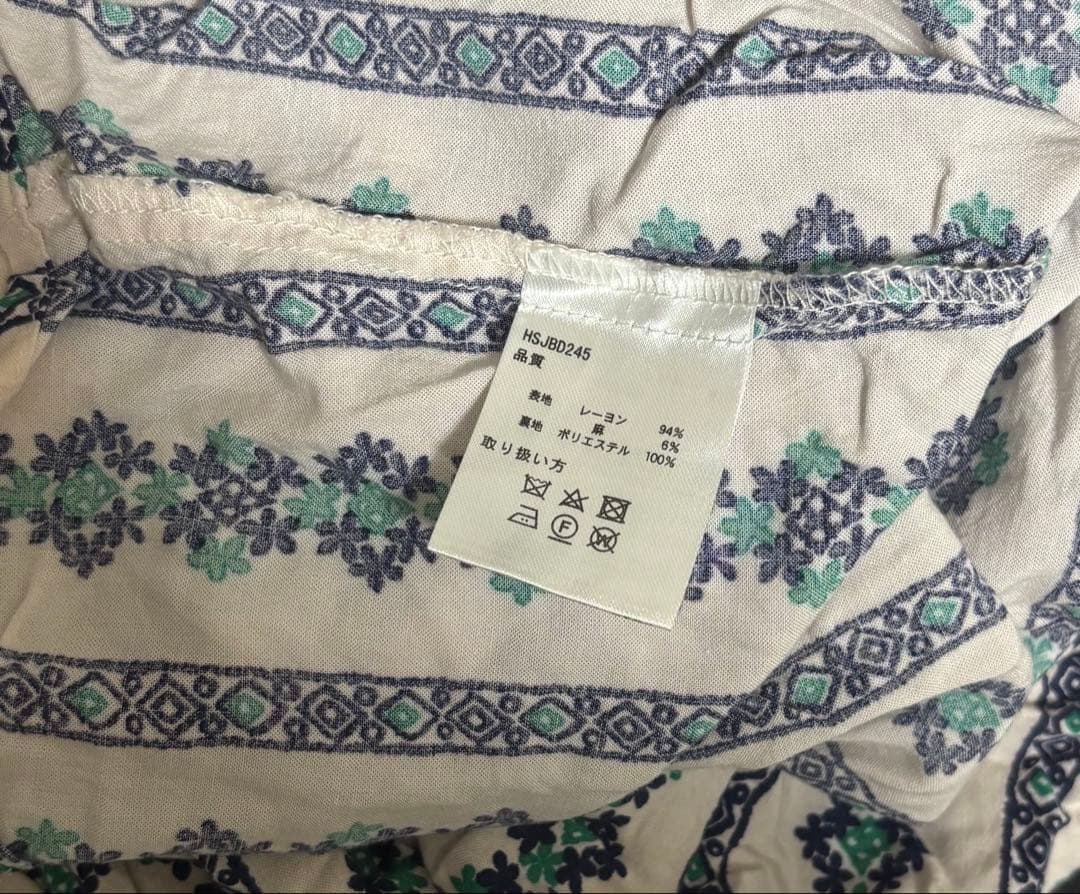 HSJBD245
品質
表地 レーヨン 94%
麻 6%
裏地 ポリエステル 100%
取り扱い方
F
W